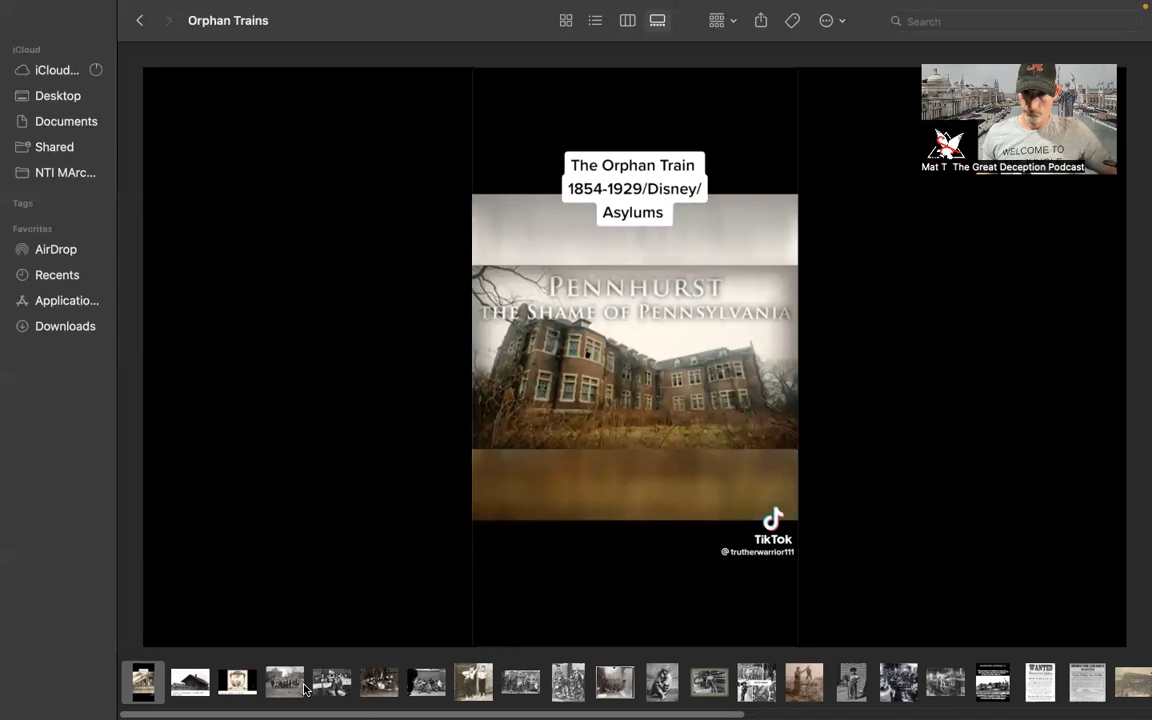 Orphan Trains
Search
iCloud
iCloud...
Desktop
Documents
Shared
NTI MArc...
Tags
Favorites
AirDrop
Recents
Applicatio...
Downloads
The Orphan Train
1854-1929/Disney/
Asylums
PENNHURST
THE SHAME OF PENNSYLVANIA
TikTok
@trutherwarrior111
WELCOME TO
Mat T The Great Deception Podcast
WANTED